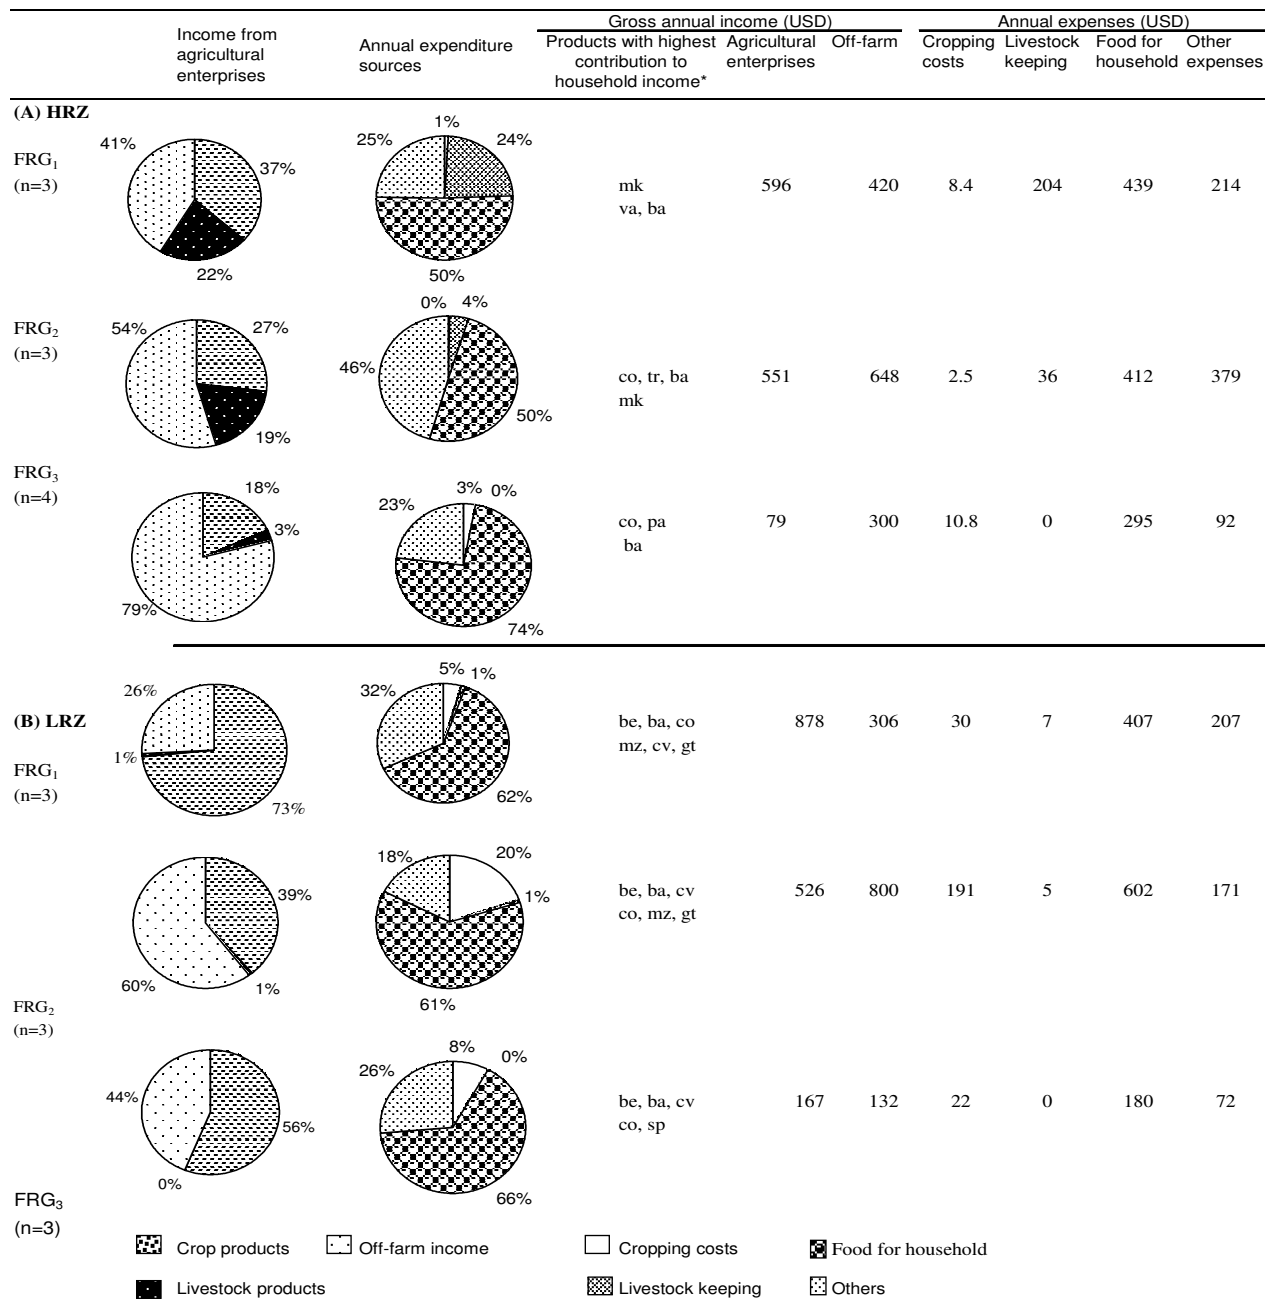 Gross annual income (USD) Annual expenses (USD)
Income from agricultural enterprises
Annual expenditure sources
Products with highest contribution to household income*
Agricultural enterprises
Off-farm
Cropping costs
Livestock keeping
Food for household
Other expenses
(A) HRZ
FRG1
(n=3)
41% 37% 22%
25% 1% 24% 50%
mk 596 420 8.4 204 439 214
va, ba
FRG2
(n=3)
54% 27% 19%
0% 4% 46% 50%
co, tr, ba 551 648 2.5 36 412 379
mk
FRG3
(n=4)
18% 3% 79%
23% 3% 0% 74%
co, pa 79 300 10.8 0 295 92
ba
(B) LRZ
FRG1
(n=3)
26% 1% 73%
32% 5% 1% 62%
be, ba, co 878 306 30 7 407 207
mz, cv, gt
39% 60% 1%
18% 20% 1% 61%
be, ba, cv 526 800 191 5 602 171
co, mz, gt
FRG2
(n=3)
44% 56% 0%
26% 8% 0% 66%
be, ba, cv 167 132 22 0 180 72
co, sp
FRG3
(n=3)
Crop products Off-farm income Cropping costs Food for household
Livestock products Livestock keeping Others